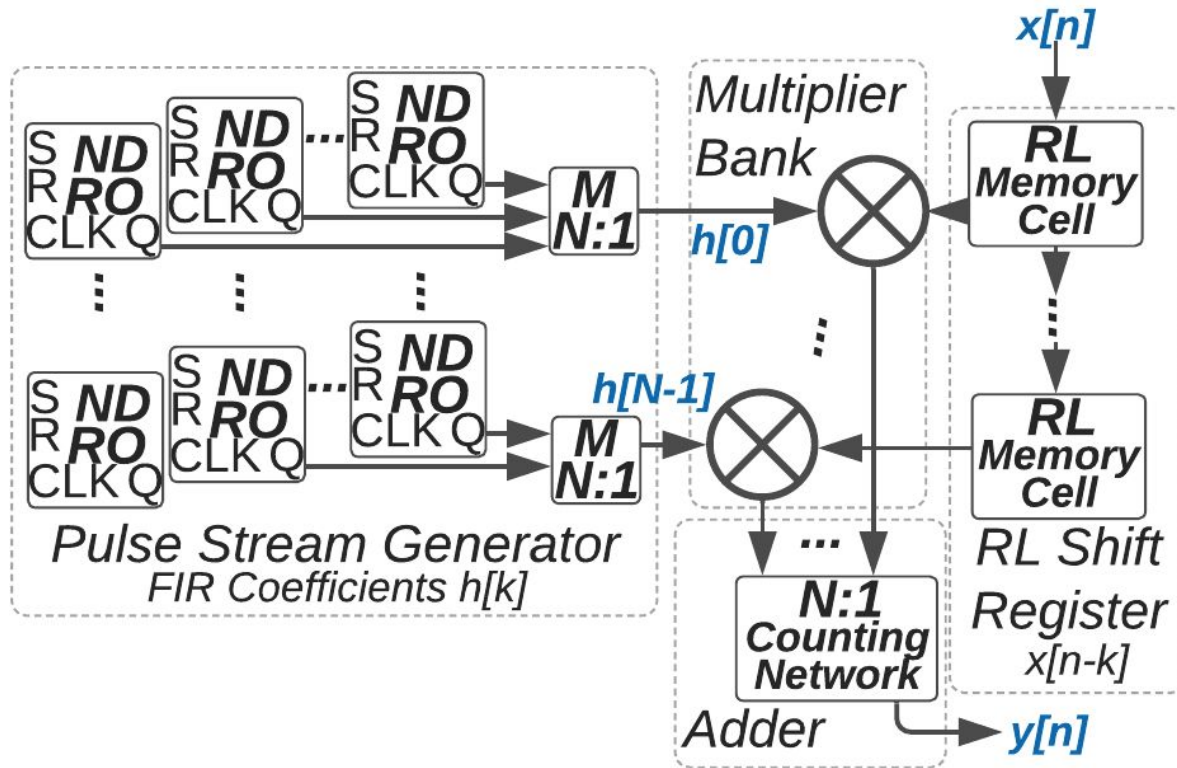 x[n]
S ND
R RO
CLK Q
S ND
R RO
CLK Q
...
S ND
R RO
CLK Q
M
N:1
h[0]
Multiplier
Bank
RL
Memory
Cell
S ND
R RO
CLK Q
S ND
R RO
CLK Q
...
S ND
R RO
CLK Q
M
N:1
h[N-1]
RL
Memory
Cell
Pulse Stream Generator
FIR Coefficients h[k]
...
N:1
Counting
Network
Adder
RL Shift
Register
x[n-k]
y[n]